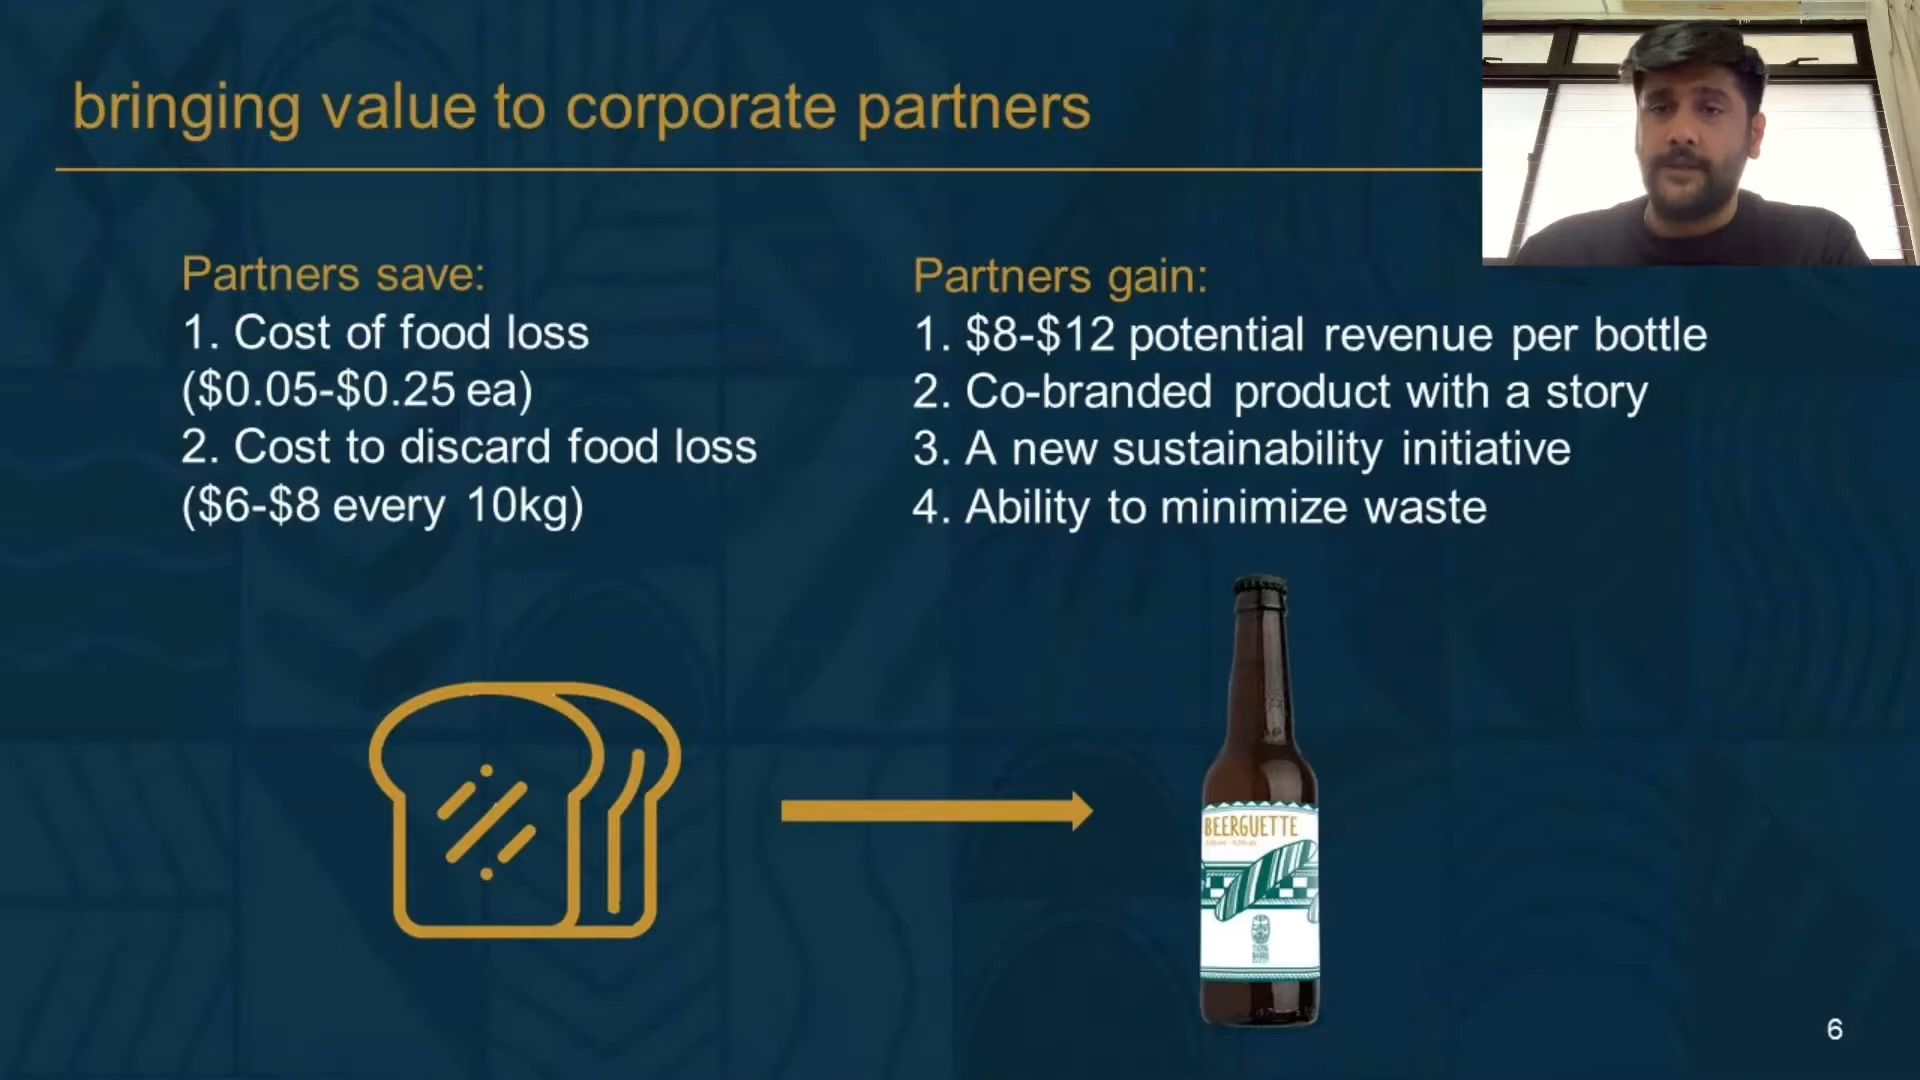 bringing value to corporate partners
Partners save:
1. Cost of food loss
($0.05-$0.25 ea)
2. Cost to discard food loss
($6-$8 every 10kg)
Partners gain:
1. $8-$12 potential revenue per bottle
2. Co-branded product with a story
3. A new sustainability initiative
4. Ability to minimize waste
BEERGUETTE
TIONG
BAHRU
6